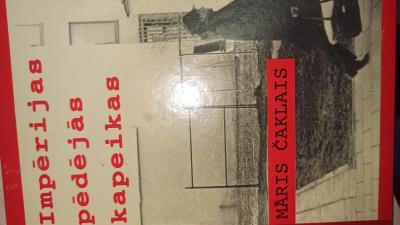 Impērijas
pēdējās
kapeikas
MĀRIS ČAKLAIS